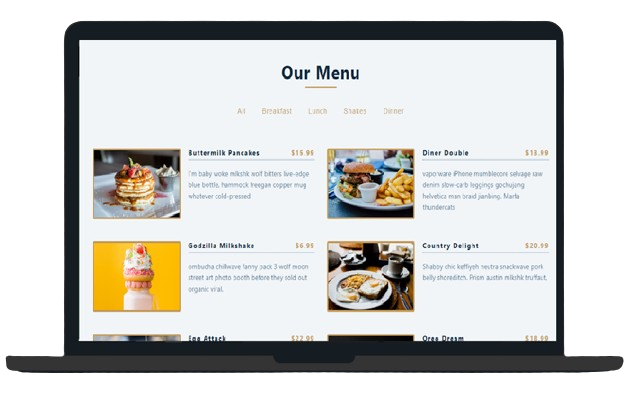 Our Menu
All Breakfast Lunch Shakes Dinner
Buttermilk Pancakes $15.95
I'm baby woke mlkshk wolf bitters live-edge
blue bottle, hammock freegan copper mug
whatever cold-pressed
Diner Double $13.99
vaporware iPhone mumblecore selvage raw
denim slow-carb leggings gochujang
helvetica man braid jianbing. Marfa
thundercats
Godzilla Milkshake $6.95
ombucha chillwave fanny pack 3 wolf moon
street art photo booth before they sold out
organic viral.
Country Delight $20.99
Shabby chic keffiyeh neutra snackwave pork
belly shoreditch. Prism austin mlkshk truffaut,
Egg Attack $22.95
Oreo Dream $18.99